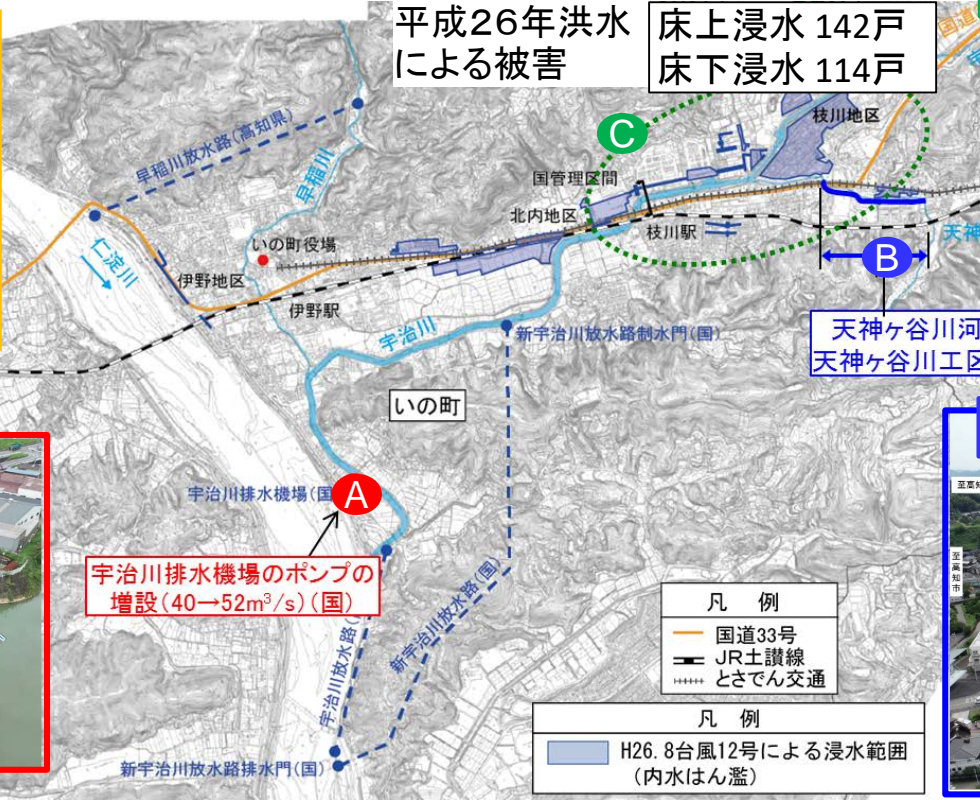 平成26年洪水
による被害
床上浸水 142戸
床下浸水 114戸
国道
C
枝川地区
早稲川放水路(高知県)
早稲川
国管理区間
北内地区
枝川駅
いの町役場
仁淀川
伊野地区
伊野駅
B
天神
宇治川
新宇治川放水路制水門(国)
天神ヶ谷川河
天神ヶ谷川工区
いの町
宇治川排水機場(国
A
宇治川排水機場のポンプの
増設(40→52m³/s)(国)
宇治川放水路(
新宇治川放水路(国)
新宇治川放水路排水門(国)
凡 例
国道33号
JR土讃線
とさでん交通
凡 例
H26.8台風12号による浸水範囲
(内水はん濫)
至高知
至高知市